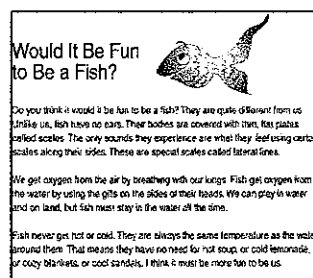 Would It Be Fun
to Be a Fish?
Do you think it would be fun to be a fish? They are quite different from us.
Unlike us, fish have no ears. Their bodies are covered with thin, flat plates
called scales. The only sounds they experience are what they feel using certa
scales along their sides. These are special scales called lateral lines.
We get oxygen from the air by breathing with our lungs. Fish get oxygen from
the water by using the gills on the sides of their heads. We can play in water
and on land, but fish must stay in the water all the time.
Fish never get hot or cold. They are always the same temperature as the wate
around them. That means they have no need for hot soup, or cold lemonade,
or cozy blankets, or cool sandals. I think it must be more fun to be us.